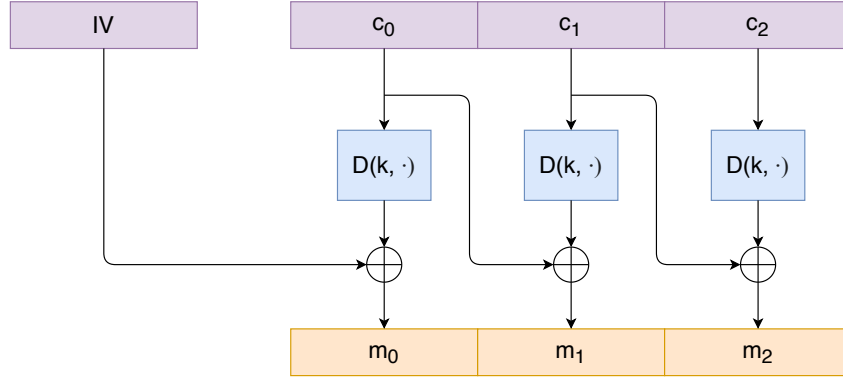 IV c₀ c₁ c₂
D(k, ·) D(k, ·) D(k, ·)
m₀ m₁ m₂